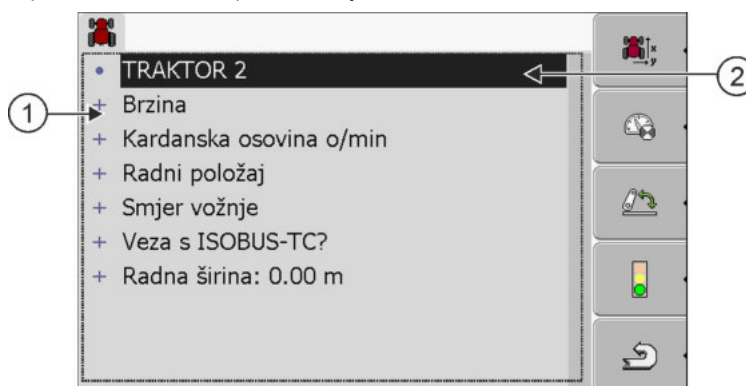 x
y
TRAKTOR 2
Brzina
Kardanska osovina o/min
Radni položaj
Smjer vožnje
Veza s ISOBUS-TC?
Radna širina: 0.00 m
1
2